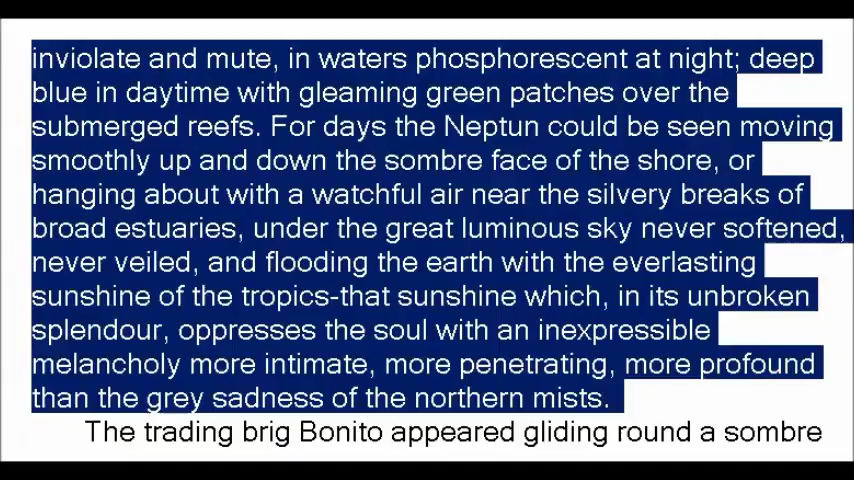 inviolate and mute, in waters phosphorescent at night; deep
blue in daytime with gleaming green patches over the
submerged reefs. For days the Neptun could be seen moving
smoothly up and down the sombre face of the shore, or
hanging about with a watchful air near the silvery breaks of
broad estuaries, under the great luminous sky never softened,
never veiled, and flooding the earth with the everlasting
sunshine of the tropics-that sunshine which, in its unbroken
splendour, oppresses the soul with an inexpressible
melancholy more intimate, more penetrating, more profound
than the grey sadness of the northern mists.
The trading brig Bonito appeared gliding round a sombre